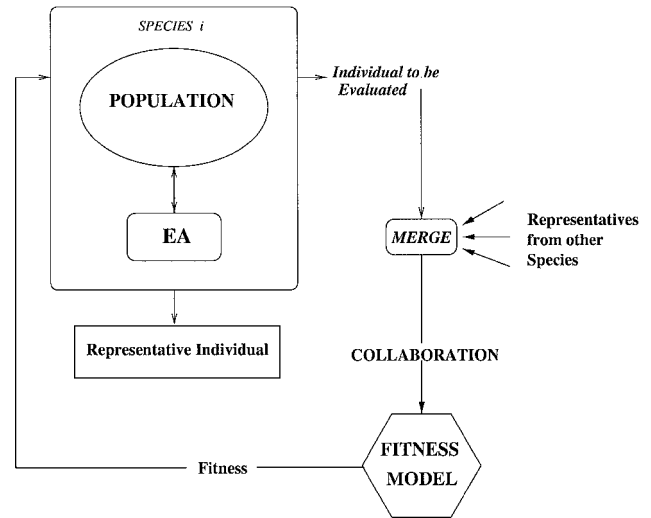 SPECIES i
POPULATION
EA
Representative Individual
Individual to be
Evaluated
MERGE
Representatives
from other
Species
COLLABORATION
FITNESS
MODEL
Fitness